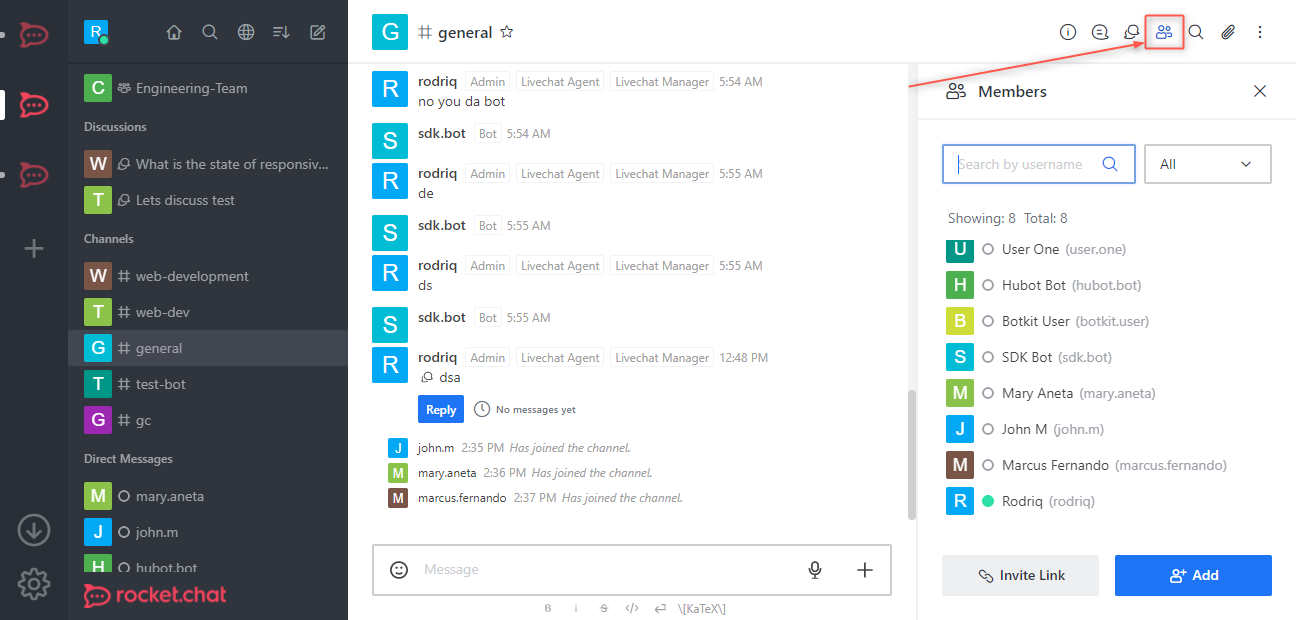 R
C Engineering-Team
Discussions
W What is the state of responsiv...
T Lets discuss test
Channels
W # web-development
T # web-dev
G # general
T # test-bot
G # gc
Direct Messages
M mary.aneta
J john.m
H hubot.bot
rocket.chat
G # general
R rodriq Admin Livechat Agent Livechat Manager 5:54 AM
no you da bot
S sdk.bot Bot 5:54 AM
R rodriq Admin Livechat Agent Livechat Manager 5:55 AM
de
S sdk.bot Bot 5:55 AM
R rodriq Admin Livechat Agent Livechat Manager 5:55 AM
ds
S sdk.bot Bot 5:55 AM
R rodriq Admin Livechat Agent Livechat Manager 12:48 PM
dsa
Reply No messages yet
J john.m 2:35 PM Has joined the channel.
M mary.aneta 2:36 PM Has joined the channel.
M marcus.fernando 2:37 PM Has joined the channel.
Message
B i S </> \[KaTeX\]
Members
Search by username All
Showing: 8 Total: 8
U User One (user.one)
H Hubot Bot (hubot.bot)
B Botkit User (botkit.user)
S SDK Bot (sdk.bot)
M Mary Aneta (mary.aneta)
J John M (john.m)
M Marcus Fernando (marcus.fernando)
R Rodriq (rodriq)
Invite Link Add